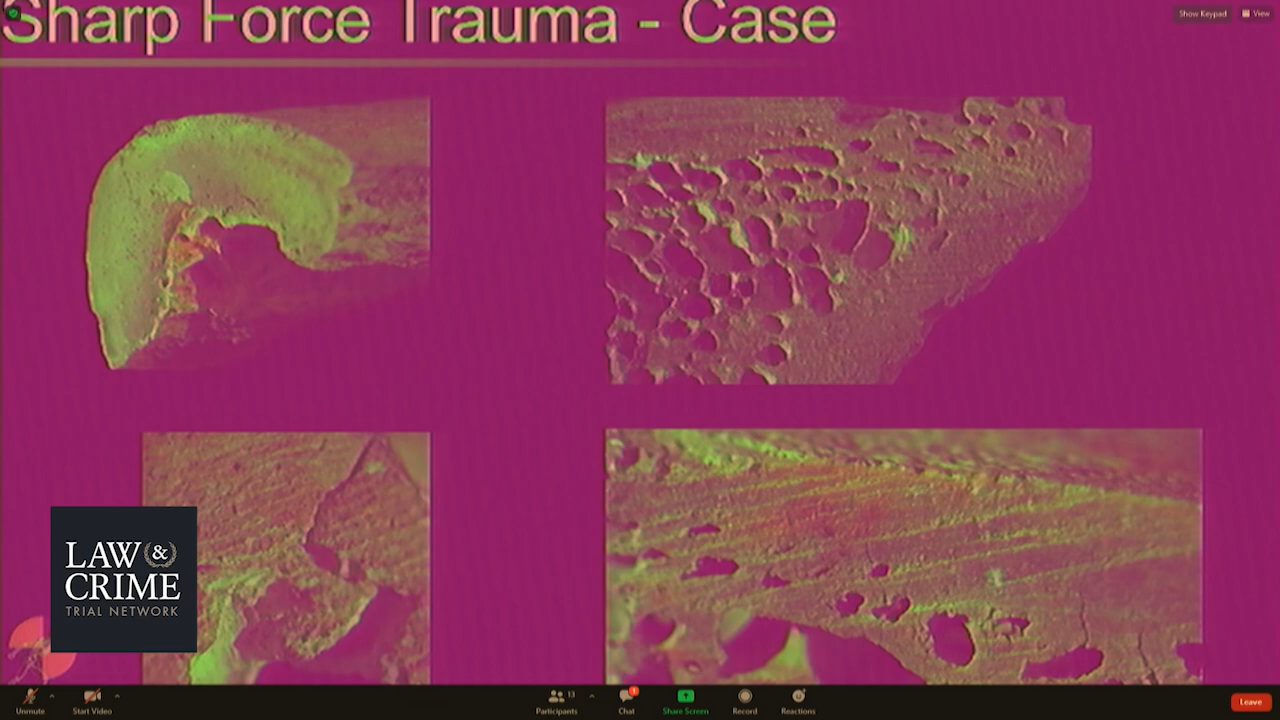 Sharp Force Trauma - Case
Show Keypad
View
LAW &
CRIME
TRIAL NETWORK
Unmute
Start Video
Participants
13
Chat
1
Share Screen
Record
Reactions
Leave